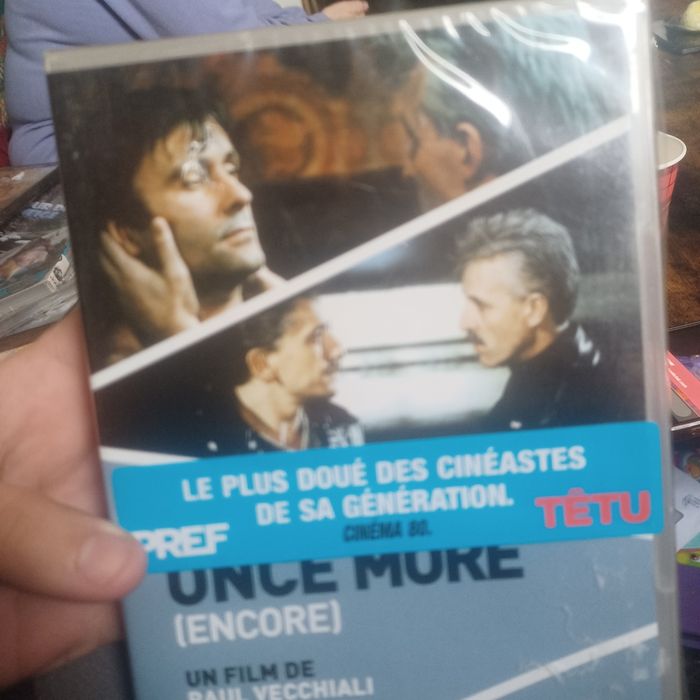 LE PLUS DOUÉ DES CINÉASTES
DE SA GÉNÉRATION.
CINÉMA 80.
PREF
TÊTU
ONCE MORE
(ENCORE)
UN FILM DE
PAUL VECCHIALI